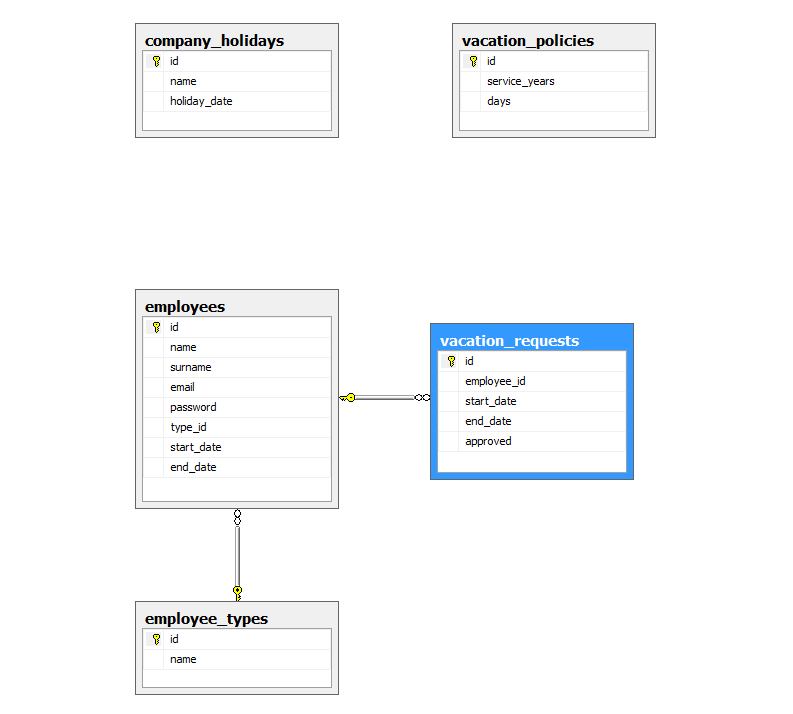 company_holidays
id
name
holiday_date
vacation_policies
id
service_years
days
employees
id
name
surname
email
password
type_id
start_date
end_date
vacation_requests
id
employee_id
start_date
end_date
approved
employee_types
id
name